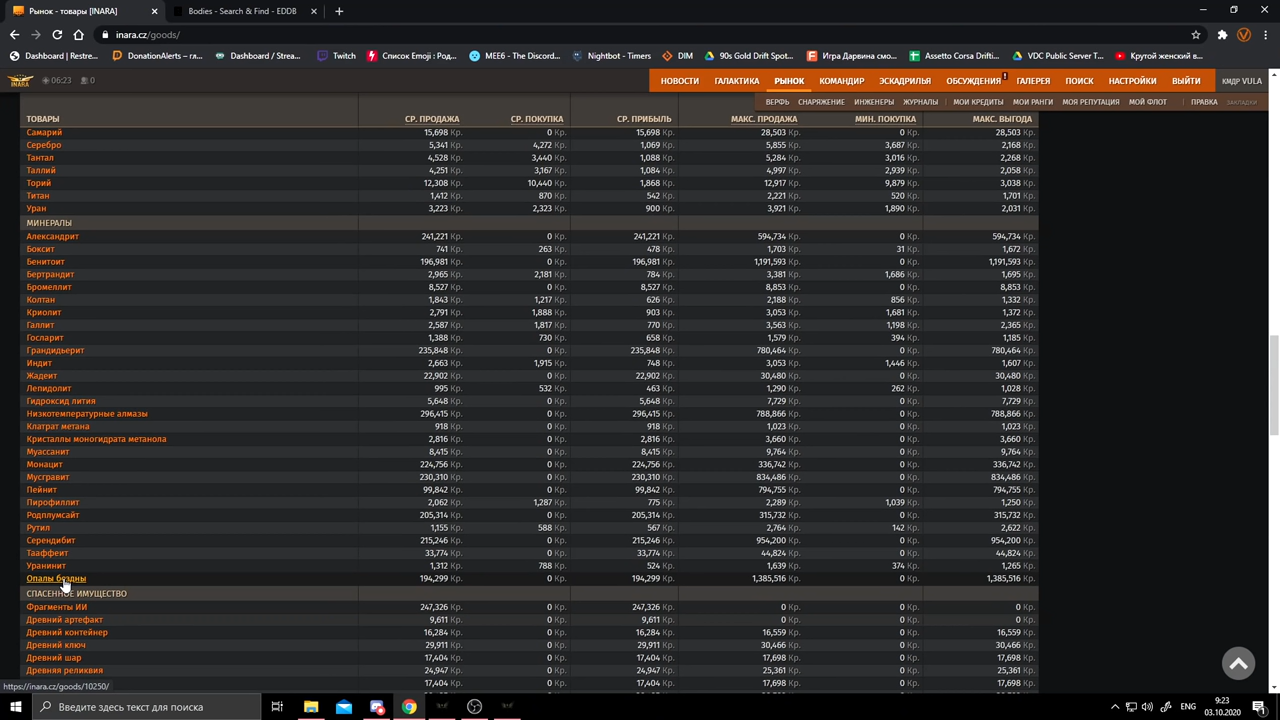 Рынок - товары [INARA]
Bodies - Search & Find - EDDB
inara.cz/goods/
Dashboard | Restre... DonationAlerts – гла... Dashboard / Strea... Twitch Список Emoji : Род... MEE6 - The Discord... Nightbot - Timers DIM 90s Gold Drift Spot... Игра Дарвина смо... Assetto Corsa Drifti... VDC Public Server T... Крутой женский в...
06:23 0 НОВОСТИ ГАЛАКТИКА РЫНОК КОМАНДИР ЭСКАДРИЛЬЯ ОБСУЖДЕНИЯ ГАЛЕРЕЯ ПОИСК НАСТРОЙКИ ВЫЙТИ КМДР VULA
ВЕРФЬ СНАРЯЖЕНИЕ ИНЖЕНЕРЫ ЖУРНАЛЫ МОИ КРЕДИТЫ МОИ РАНГИ МОЯ РЕПУТАЦИЯ МОЙ ФЛОТ ПРАВКА ЗАКЛАДКИ
ТОВАРЫ СР. ПРОДАЖА СР. ПОКУПКА СР. ПРИБЫЛЬ МАКС. ПРОДАЖА МИН. ПОКУПКА МАКС. ВЫГОДА
Самарий 15,698 Кр. 0 Кр. 15,698 Кр. 28,503 Кр. 0 Кр. 28,503 Кр.
Серебро 5,341 Кр. 4,272 Кр. 1,069 Кр. 5,855 Кр. 3,687 Кр. 2,168 Кр.
Тантал 4,528 Кр. 3,440 Кр. 1,088 Кр. 5,284 Кр. 3,016 Кр. 2,268 Кр.
Таллий 4,251 Кр. 3,167 Кр. 1,084 Кр. 4,997 Кр. 2,939 Кр. 2,058 Кр.
Торий 12,308 Кр. 10,440 Кр. 1,868 Кр. 12,917 Кр. 9,879 Кр. 3,038 Кр.
Титан 1,412 Кр. 870 Кр. 542 Кр. 2,221 Кр. 520 Кр. 1,701 Кр.
Уран 3,223 Кр. 2,323 Кр. 900 Кр. 3,921 Кр. 1,890 Кр. 2,031 Кр.
МИНЕРАЛЫ
Александрит 241,221 Кр. 0 Кр. 241,221 Кр. 594,734 Кр. 0 Кр. 594,734 Кр.
Боксит 741 Кр. 263 Кр. 478 Кр. 1,703 Кр. 31 Кр. 1,672 Кр.
Бенитоит 196,981 Кр. 0 Кр. 196,981 Кр. 1,191,593 Кр. 0 Кр. 1,191,593 Кр.
Бертрандит 2,965 Кр. 2,181 Кр. 784 Кр. 3,381 Кр. 1,686 Кр. 1,695 Кр.
Бромеллит 8,527 Кр. 0 Кр. 8,527 Кр. 8,853 Кр. 0 Кр. 8,853 Кр.
Колтан 1,843 Кр. 1,217 Кр. 626 Кр. 2,188 Кр. 856 Кр. 1,332 Кр.
Криолит 2,791 Кр. 1,888 Кр. 903 Кр. 3,053 Кр. 1,681 Кр. 1,372 Кр.
Галлит 2,587 Кр. 1,817 Кр. 770 Кр. 3,563 Кр. 1,198 Кр. 2,365 Кр.
Госларит 1,388 Кр. 730 Кр. 658 Кр. 1,579 Кр. 394 Кр. 1,185 Кр.
Грандидьерит 235,848 Кр. 0 Кр. 235,848 Кр. 780,464 Кр. 0 Кр. 780,464 Кр.
Индит 2,663 Кр. 1,915 Кр. 748 Кр. 3,053 Кр. 1,446 Кр. 1,607 Кр.
Жадеит 22,902 Кр. 0 Кр. 22,902 Кр. 30,480 Кр. 0 Кр. 30,480 Кр.
Лепидолит 995 Кр. 532 Кр. 463 Кр. 1,290 Кр. 262 Кр. 1,028 Кр.
Гидроксид лития 5,648 Кр. 0 Кр. 5,648 Кр. 7,729 Кр. 0 Кр. 7,729 Кр.
Низкотемпературные алмазы 296,415 Кр. 0 Кр. 296,415 Кр. 788,866 Кр. 0 Кр. 788,866 Кр.
Клатрат метана 918 Кр. 0 Кр. 918 Кр. 1,023 Кр. 0 Кр. 1,023 Кр.
Кристаллы моногидрата метанола 2,816 Кр. 0 Кр. 2,816 Кр. 3,660 Кр. 0 Кр. 3,660 Кр.
Муассанит 8,415 Кр. 0 Кр. 8,415 Кр. 9,764 Кр. 0 Кр. 9,764 Кр.
Монацит 224,756 Кр. 0 Кр. 224,756 Кр. 336,742 Кр. 0 Кр. 336,742 Кр.
Мусгравит 230,310 Кр. 0 Кр. 230,310 Кр. 834,486 Кр. 0 Кр. 834,486 Кр.
Пейнит 99,842 Кр. 0 Кр. 99,842 Кр. 794,755 Кр. 0 Кр. 794,755 Кр.
Пирофиллит 2,062 Кр. 1,287 Кр. 775 Кр. 2,289 Кр. 1,039 Кр. 1,250 Кр.
Родплумсайт 205,314 Кр. 0 Кр. 205,314 Кр. 315,732 Кр. 0 Кр. 315,732 Кр.
Рутил 1,155 Кр. 588 Кр. 567 Кр. 2,764 Кр. 142 Кр. 2,622 Кр.
Серендибит 215,246 Кр. 0 Кр. 215,246 Кр. 954,200 Кр. 0 Кр. 954,200 Кр.
Тааффеит 33,774 Кр. 0 Кр. 33,774 Кр. 44,824 Кр. 0 Кр. 44,824 Кр.
Уранинит 1,312 Кр. 788 Кр. 524 Кр. 1,639 Кр. 374 Кр. 1,265 Кр.
Опалы бездны 194,299 Кр. 0 Кр. 194,299 Кр. 1,385,516 Кр. 0 Кр. 1,385,516 Кр.
СПАСЕННОЕ ИМУЩЕСТВО
Фрагменты ИИ 247,326 Кр. 0 Кр. 247,326 Кр. 0 Кр. 0 Кр. 0 Кр.
Древний артефакт 9,611 Кр. 0 Кр. 9,611 Кр. 0 Кр. 0 Кр. 0 Кр.
Древний контейнер 16,284 Кр. 0 Кр. 16,284 Кр. 16,559 Кр. 0 Кр. 16,559 Кр.
Древний ключ 29,911 Кр. 0 Кр. 29,911 Кр. 30,466 Кр. 0 Кр. 30,466 Кр.
Древний шар 17,404 Кр. 0 Кр. 17,404 Кр. 17,698 Кр. 0 Кр. 17,698 Кр.
Древняя реликвия 24,947 Кр. 0 Кр. 24,947 Кр. 25,361 Кр. 0 Кр. 25,361 Кр.
17,404 Кр. 0 Кр. 17,404 Кр. 17,698 Кр. 0 Кр. 17,698 Кр.
https://inara.cz/goods/10250/
Введите здесь текст для поиска
ENG
9:23
03.10.2020